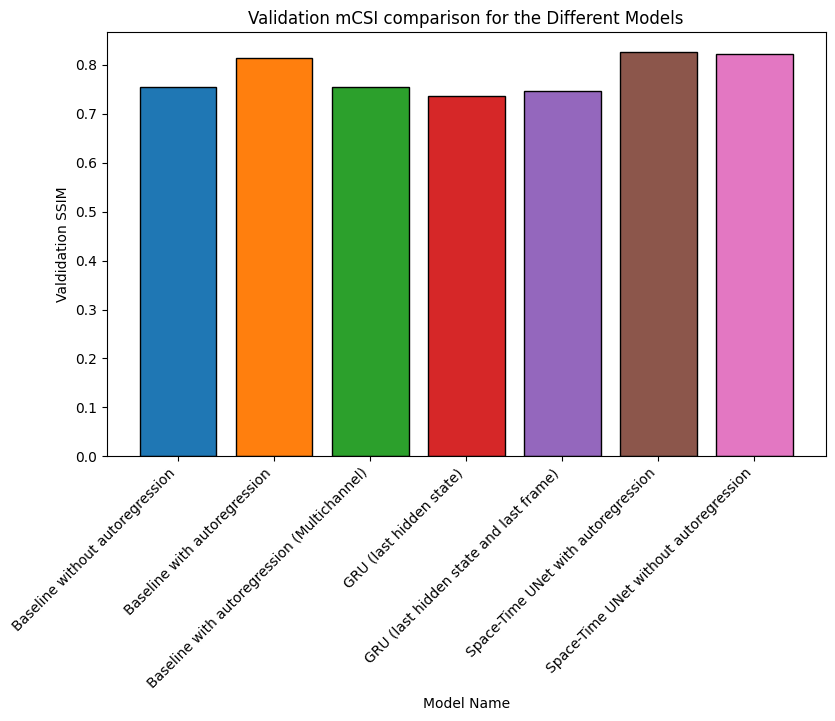 Validation mCSI comparison for the Different Models
Valdidation SSIM
0.8
0.7
0.6
0.5
0.4
0.3
0.2
0.1
0.0
Baseline without autoregression
Baseline with autoregression
Baseline with autoregression (Multichannel)
GRU (last hidden state)
GRU (last hidden state and last frame)
Space-Time UNet with autoregression
Space-Time UNet without autoregression
Model Name